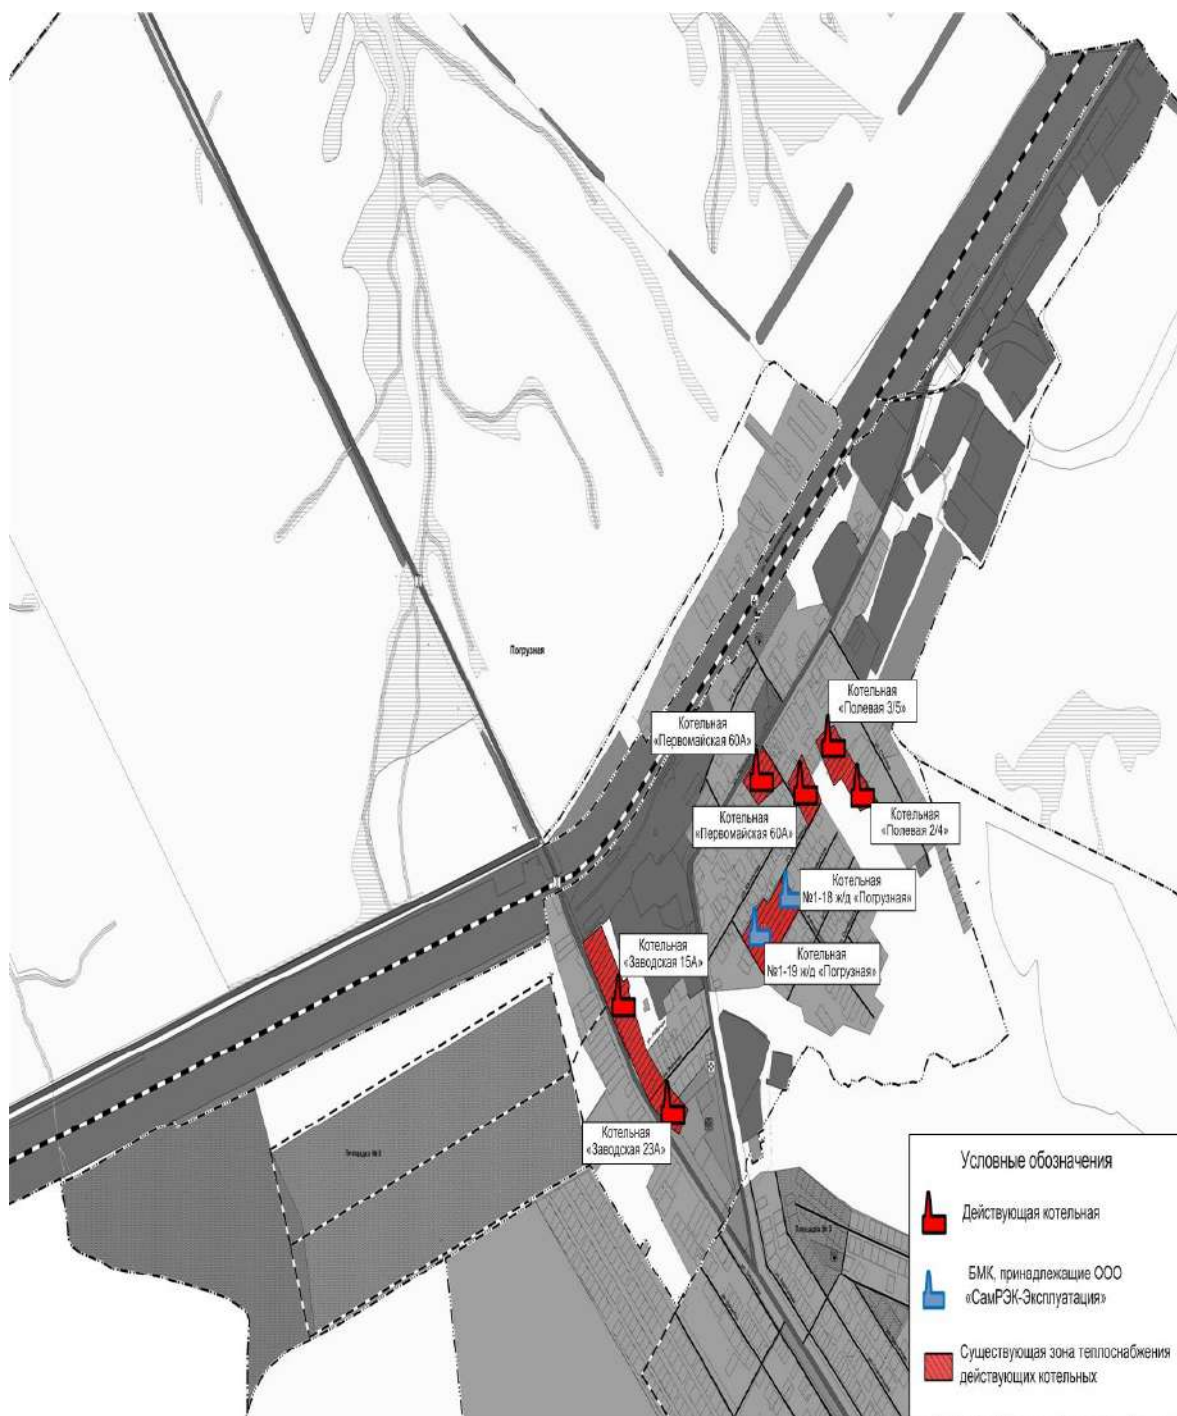 Погрузная
Котельная
«Полевая 3/5»
Котельная
«Первомайская 60А»
Котельная
«Первомайская 60А»
Котельная
«Полевая 2/4»
Котельная
№1-18 ж/д «Погрузная»
Котельная
№1-19 ж/д «Погрузная»
Котельная
«Заводская 15А»
Котельная
«Заводская 23А»
Условные обозначения
Действующая котельная
БМК, принадлежащие ООО
«СамРЭК-Эксплуатация»
Существующая зона теплоснабжения
действующих котельных